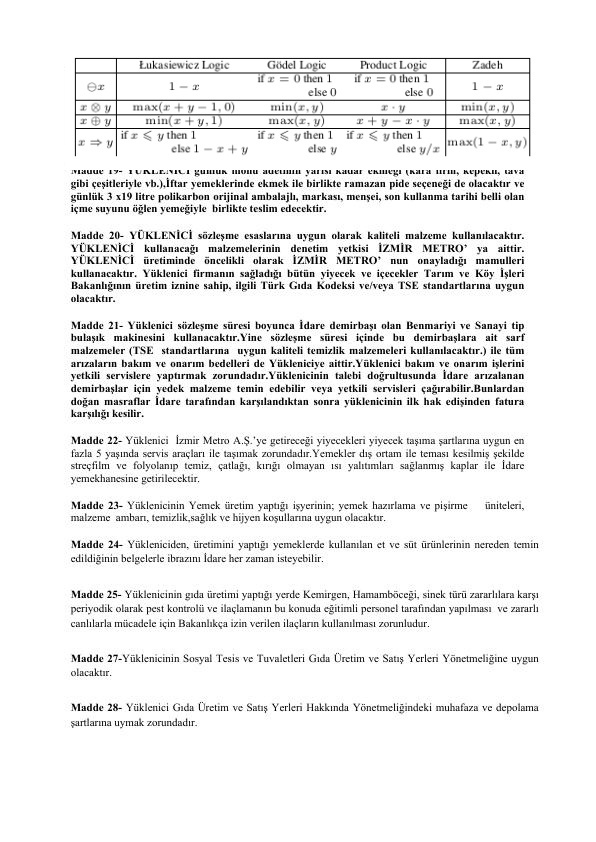 Łukasiewicz Logic Gödel Logic Product Logic Zadeh
⊖x 1 − x if x = 0 then 1 else 0 if x = 0 then 1 else 0 1 − x
x ⊗ y max(x + y − 1, 0) min(x, y) x · y min(x, y)
x ⊕ y min(x + y, 1) max(x, y) x + y − x · y max(x, y)
x ⇒ y if x ⩽ y then 1 else 1 − x + y if x ⩽ y then 1 else y if x ⩽ y then 1 else y/x max(1 − x, y)
Madde 19- YÜKLENİCİ günlük menü adetinin yarısı kadar ekmeği (kara fırın, kepekli, tava
gibi çeşitleriyle vb.),İftar yemeklerinde ekmek ile birlikte ramazan pide seçeneği de olacaktır ve
günlük 3 x19 litre polikarbon orijinal ambalajlı, markası, menşei, son kullanma tarihi belli olan
içme suyunu öğlen yemeğiyle birlikte teslim edecektir.
Madde 20- YÜKLENİCİ sözleşme esaslarına uygun olarak kaliteli malzeme kullanılacaktır.
YÜKLENİCİ kullanacağı malzemelerinin denetim yetkisi İZMİR METRO' ya aittir.
YÜKLENİCİ üretiminde öncelikli olarak İZMİR METRO' nun onayladığı mamulleri
kullanacaktır. Yüklenici firmanın sağladığı bütün yiyecek ve içecekler Tarım ve Köy İşleri
Bakanlığının üretim iznine sahip, ilgili Türk Gıda Kodeksi ve/veya TSE standartlarına uygun
olacaktır.
Madde 21- Yüklenici sözleşme süresi boyunca İdare demirbaşı olan Benmariyi ve Sanayi tip
bulaşık makinesini kullanacaktır.Yine sözleşme süresi içinde bu demirbaşlara ait sarf
malzemeler (TSE standartlarına uygun kaliteli temizlik malzemeleri kullanılacaktır.) ile tüm
arızaların bakım ve onarım bedelleri de Yükleniciye aittir.Yüklenici bakım ve onarım işlerini
yetkili servislere yaptırmak zorundadır.Yüklenicinin talebi doğrultusunda İdare arızalanan
demirbaşlar için yedek malzeme temin edebilir veya yetkili servisleri çağırabilir.Bunlardan
doğan masraflar İdare tarafından karşılandıktan sonra yüklenicinin ilk hak edişinden fatura
karşılığı kesilir.
Madde 22- Yüklenici İzmir Metro A.Ş.'ye getireceği yiyecekleri yiyecek taşıma şartlarına uygun en
fazla 5 yaşında servis araçları ile taşımak zorundadır.Yemekler dış ortam ile teması kesilmiş şekilde
streçfilm ve folyolanıp temiz, çatlağı, kırığı olmayan ısı yalıtımları sağlanmış kaplar ile İdare
yemekhanesine getirilecektir.
Madde 23- Yüklenicinin Yemek üretim yaptığı işyerinin; yemek hazırlama ve pişirme üniteleri,
malzeme ambarı, temizlik,sağlık ve hijyen koşullarına uygun olacaktır.
Madde 24- Yükleniciden, üretimini yaptığı yemeklerde kullanılan et ve süt ürünlerinin nereden temin
edildiğinin belgelerle ibrazını İdare her zaman isteyebilir.
Madde 25- Yüklenicinin gıda üretimi yaptığı yerde Kemirgen, Hamamböceği, sinek türü zararlılara karşı
periyodik olarak pest kontrolü ve ilaçlamanın bu konuda eğitimli personel tarafından yapılması ve zararlı
canlılarla mücadele için Bakanlıkça izin verilen ilaçların kullanılması zorunludur.
Madde 27-Yüklenicinin Sosyal Tesis ve Tuvaletleri Gıda Üretim ve Satış Yerleri Yönetmeliğine uygun
olacaktır.
Madde 28- Yüklenici Gıda Üretim ve Satış Yerleri Hakkında Yönetmeliğindeki muhafaza ve depolama
şartlarına uymak zorundadır.